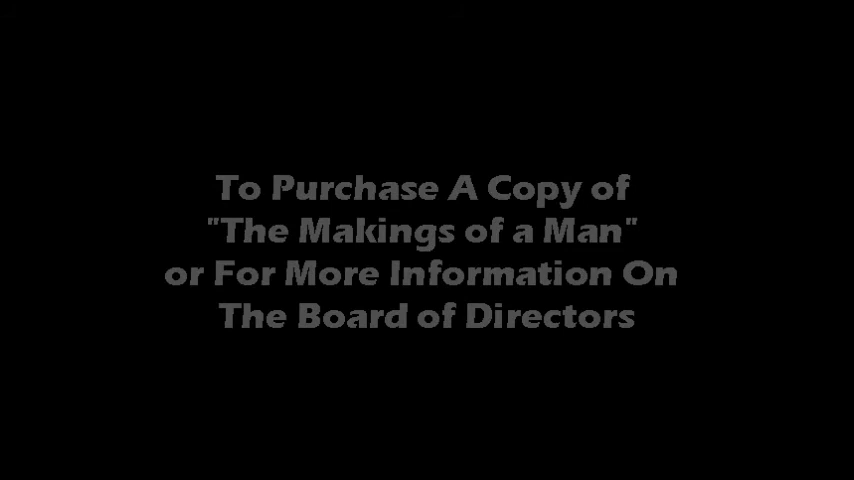 To Purchase A Copy of
"The Makings of a Man"
or For More Information On
The Board of Directors